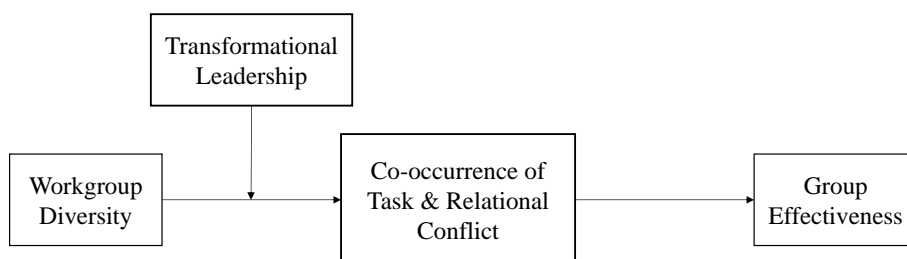 Transformational
Leadership
Workgroup
Diversity
Co-occurrence of
Task & Relational
Conflict
Group
Effectiveness